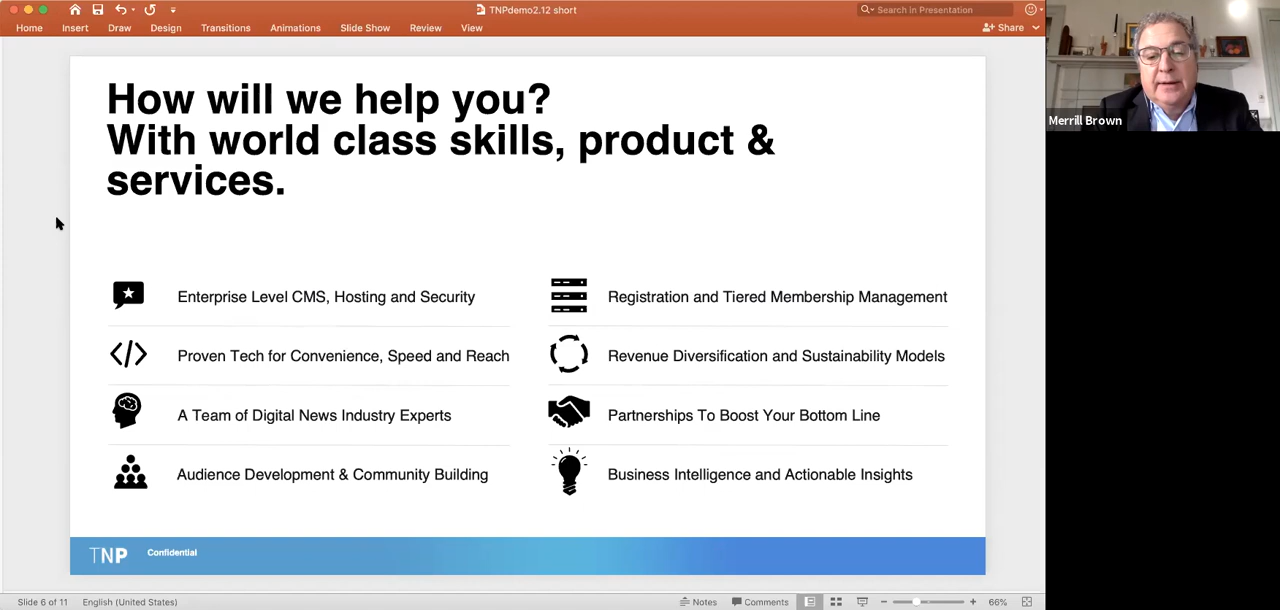 TNPdemo2.12 short
Search in Presentation
Home Insert Draw Design Transitions Animations Slide Show Review View
Share
Merrill Brown
How will we help you?
With world class skills, product &
services.
Enterprise Level CMS, Hosting and Security
Proven Tech for Convenience, Speed and Reach
A Team of Digital News Industry Experts
Audience Development & Community Building
Registration and Tiered Membership Management
Revenue Diversification and Sustainability Models
Partnerships To Boost Your Bottom Line
Business Intelligence and Actionable Insights
TNP Confidential
Slide 6 of 11 English (United States) Notes Comments 66%